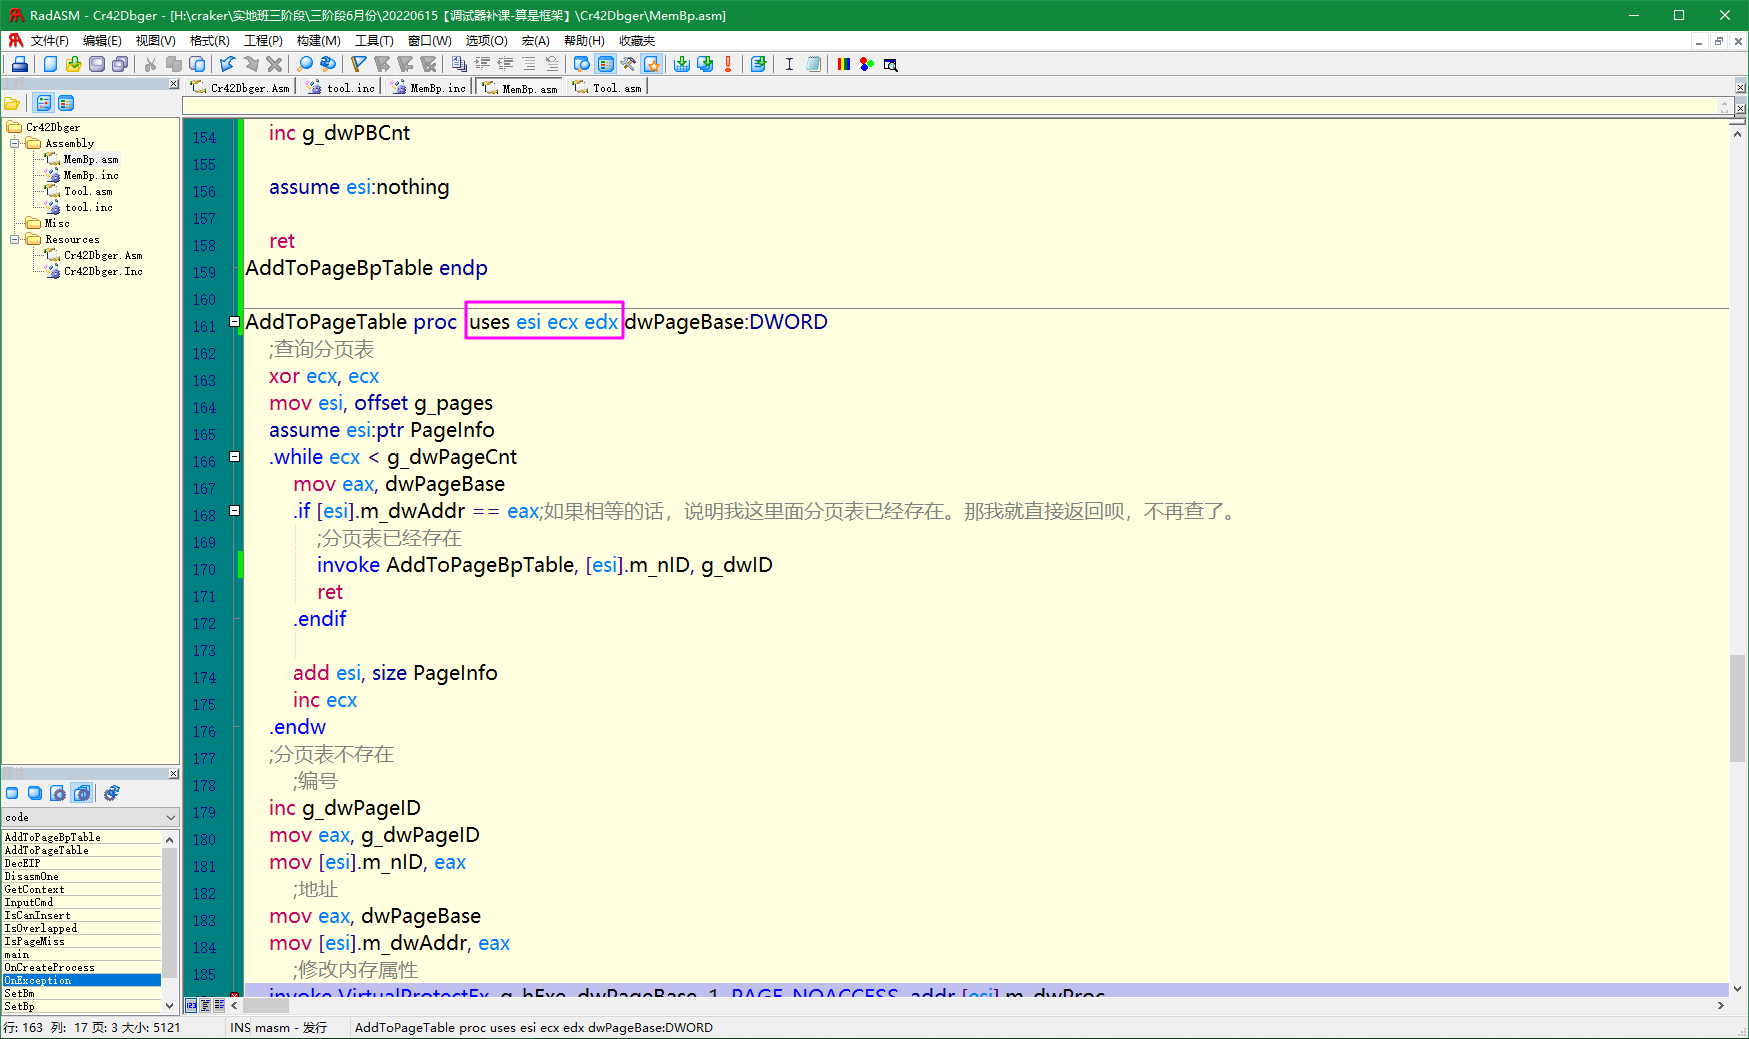 RadASM - Cr42Dbger - [H:\craker\实地班三阶段\三阶段6月份\20220615【调试器补课-算是框架】\Cr42Dbger\MemBp.asm]
文件(F) 编辑(E) 视图(V) 格式(R) 工程(P) 构建(M) 工具(T) 窗口(W) 选项(O) 宏(A) 帮助(H) 收藏夹
Cr42Dbger.Asm tool.inc MemBp.inc MemBp.asm Tool.asm
Cr42Dbger
Assembly
MemBp.asm
MemBp.inc
Tool.asm
tool.inc
Misc
Resources
Cr42Dbger.Asm
Cr42Dbger.Inc
code
AddToPageBpTable
AddToPageTable
DecEIP
DisasmOne
GetContext
InputCmd
IsCanInsert
IsOverlapped
IsPageMiss
main
OnCreateProcess
OnException
SetBm
SetBp
154 inc g_dwPBCnt
155
156 assume esi:nothing
157
158 ret
159 AddToPageBpTable endp
160
161 AddToPageTable proc uses esi ecx edx dwPageBase:DWORD
162 ;查询分页表
163 xor ecx, ecx
164 mov esi, offset g_pages
165 assume esi:ptr PageInfo
166 .while ecx < g_dwPageCnt
167 mov eax, dwPageBase
168 .if [esi].m_dwAddr == eax;如果相等的话，说明我这里面分页表已经存在。那我就直接返回呗，不再查了。
169 ;分页表已经存在
170 invoke AddToPageBpTable, [esi].m_nID, g_dwID
171 ret
172 .endif
173
174 add esi, size PageInfo
175 inc ecx
176 .endw
177 ;分页表不存在
178 ;编号
179 inc g_dwPageID
180 mov eax, g_dwPageID
181 mov [esi].m_nID, eax
182 ;地址
183 mov eax, dwPageBase
184 mov [esi].m_dwAddr, eax
185 ;修改内存属性
invoke VirtualProtectEx, g_hExe, dwPageBase, 1, PAGE_NOACCESS, addr [esi].m_dwProc
行: 163 列: 17 页: 3 大小: 5121 INS masm - 发行 AddToPageTable proc uses esi ecx edx dwPageBase:DWORD